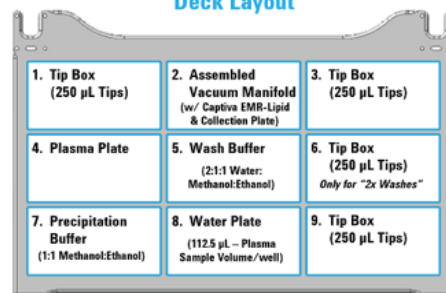 Deck Layout
1. Tip Box
(250 µL Tips)
2. Assembled
Vacuum Manifold
(w/ Captiva EMR-Lipid
& Collection Plate)
3. Tip Box
(250 µL Tips)
4. Plasma Plate
5. Wash Buffer
(2:1:1 Water:
Methanol:Ethanol)
6. Tip Box
(250 µL Tips)
Only for "2x Washes"
7. Precipitation
Buffer
(1:1 Methanol:Ethanol)
8. Water Plate
(112.5 µL – Plasma
Sample Volume/well)
9. Tip Box
(250 µL Tips)